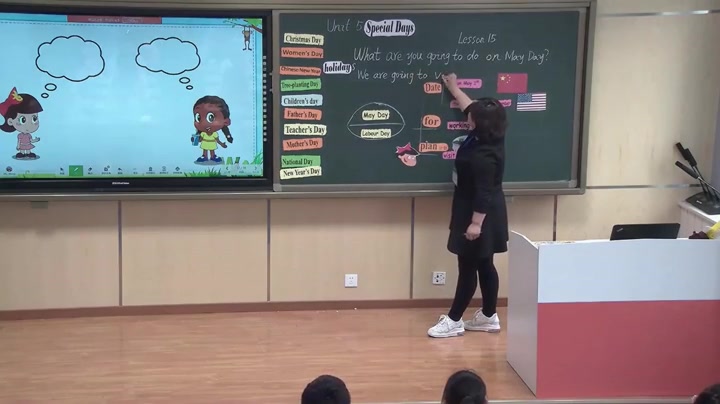 Unit 5 Special Days
Lesson 15
What are you going to do on May Day?
We are going to v
Christmas Day
Women's Day
Chinese New Year
Tree-planting Day
Children's day
Father's Day
Teacher's Day
Mother's Day
National Day
New Year's Day
holidays
May Day
Labour Day
Date
May 1st
for
plan